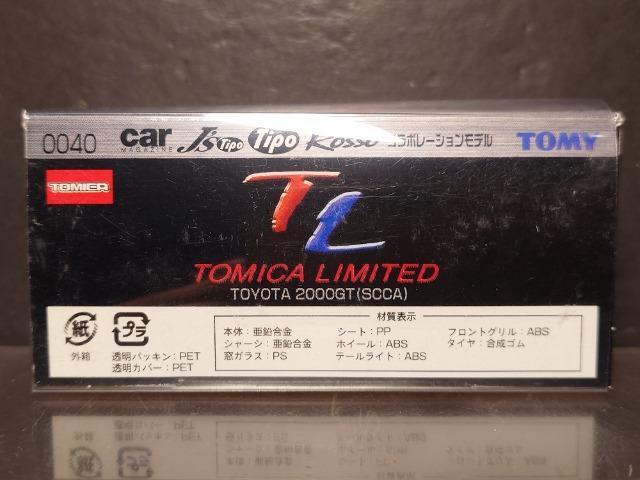 0040 car MAGAZINE J's Tipo Tipo Rosso コラボレーションモデル TOMY
TOMICA
TL
TOMICA LIMITED
TOYOTA 2000GT(SCCA)
紙
外箱
プラ
透明パッキン:PET
透明カバー:PET
材質表示
本体:亜鉛合金 シート:PP フロントグリル:ABS
シャーシ:亜鉛合金 ホイール:ABS タイヤ:合成ゴム
窓ガラス:PS テールライト:ABS